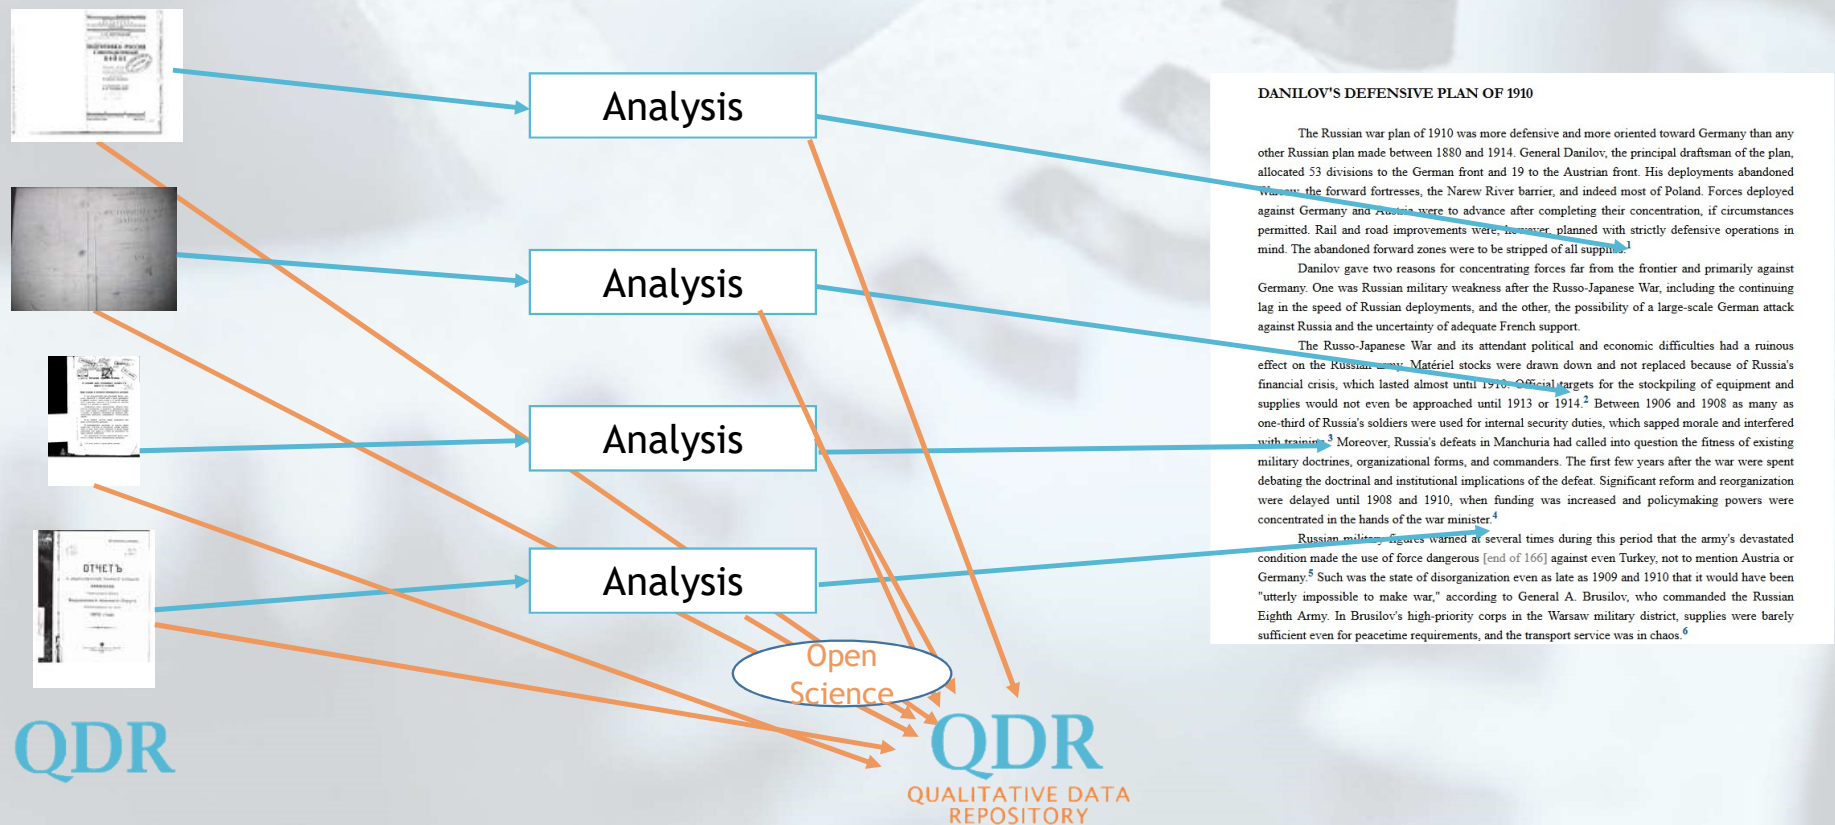 ПОДГОТОВКА РОССИИ
ВОЙНЕ
ОТЧЕТЪ
Analysis
Analysis
Analysis
Analysis
Open
Science
QDR
QDR
QUALITATIVE DATA
REPOSITORY
DANILOV'S DEFENSIVE PLAN OF 1910
The Russian war plan of 1910 was more defensive and more oriented toward Germany than any
other Russian plan made between 1880 and 1914. General Danilov, the principal draftsman of the plan,
allocated 53 divisions to the German front and 19 to the Austrian front. His deployments abandoned
Warsaw, the forward fortresses, the Narew River barrier, and indeed most of Poland. Forces deployed
against Germany and Austria were to advance after completing their concentration, if circumstances
permitted. Rail and road improvements were, however, planned with strictly defensive operations in
mind. The abandoned forward zones were to be stripped of all supplies.1
Danilov gave two reasons for concentrating forces far from the frontier and primarily against
Germany. One was Russian military weakness after the Russo-Japanese War, including the continuing
lag in the speed of Russian deployments, and the other, the possibility of a large-scale German attack
against Russia and the uncertainty of adequate French support.
The Russo-Japanese War and its attendant political and economic difficulties had a ruinous
effect on the Russian army. Matériel stocks were drawn down and not replaced because of Russia's
financial crisis, which lasted almost until 1910. Official targets for the stockpiling of equipment and
supplies would not even be approached until 1913 or 1914.2 Between 1906 and 1908 as many as
one-third of Russia's soldiers were used for internal security duties, which sapped morale and interfered
with training.3 Moreover, Russia's defeats in Manchuria had called into question the fitness of existing
military doctrines, organizational forms, and commanders. The first few years after the war were spent
debating the doctrinal and institutional implications of the defeat. Significant reform and reorganization
were delayed until 1908 and 1910, when funding was increased and policymaking powers were
concentrated in the hands of the war minister.4
Russian military figures warned at several times during this period that the army's devastated
condition made the use of force dangerous [end of 166] against even Turkey, not to mention Austria or
Germany.5 Such was the state of disorganization even as late as 1909 and 1910 that it would have been
"utterly impossible to make war," according to General A. Brusilov, who commanded the Russian
Eighth Army. In Brusilov's high-priority corps in the Warsaw military district, supplies were barely
sufficient even for peacetime requirements, and the transport service was in chaos.6